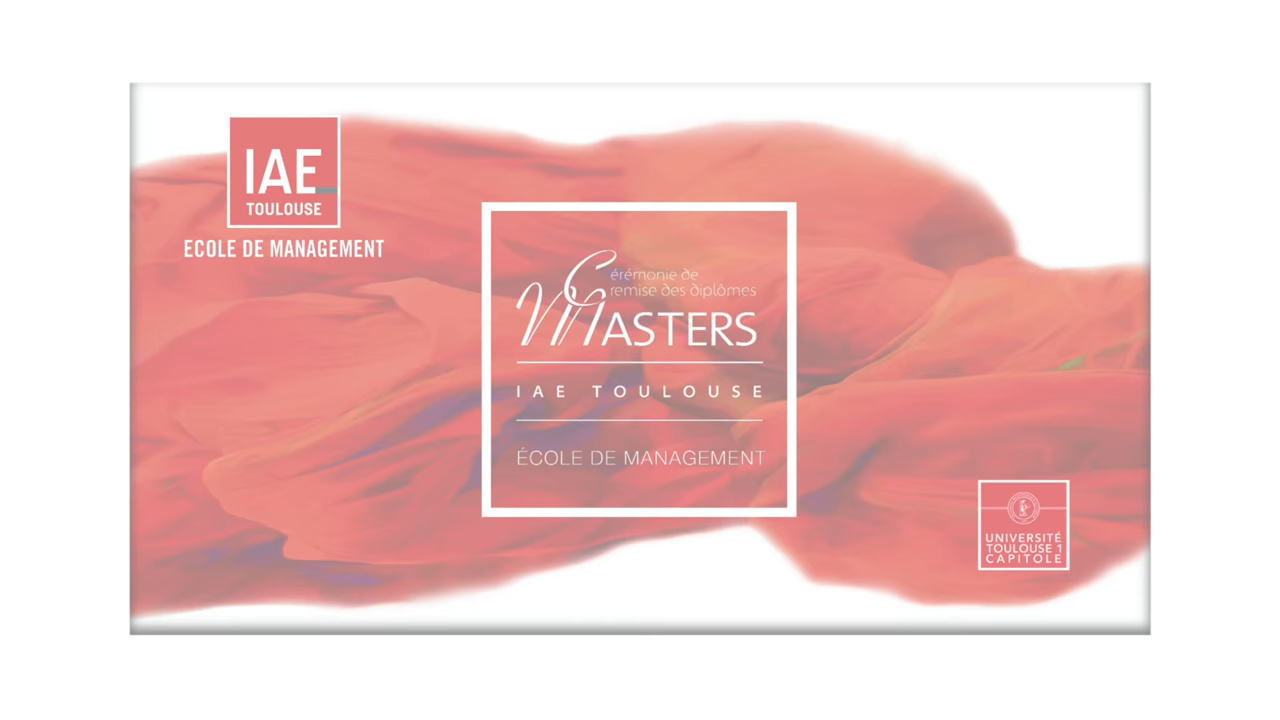 IAE
TOULOUSE
ECOLE DE MANAGEMENT
Cérémonie de
remise des diplômes
MASTERS
IAE TOULOUSE
ÉCOLE DE MANAGEMENT
UNIVERSITÉ
TOULOUSE 1
CAPITOLE